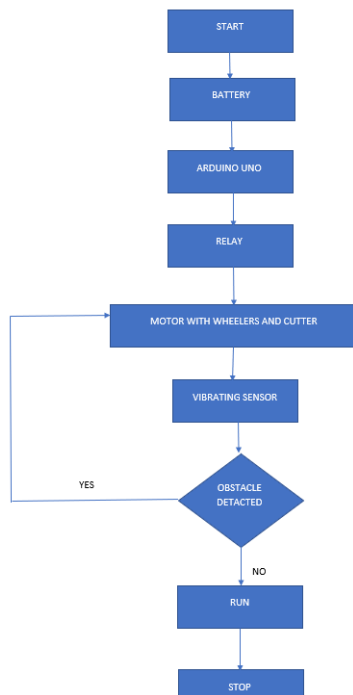 START
BATTERY
ARDUINO UNO
RELAY
MOTOR WITH WHEELERS AND CUTTER
VIBRATING SENSOR
OBSTACLE
DETACTED
YES
NO
RUN
STOP